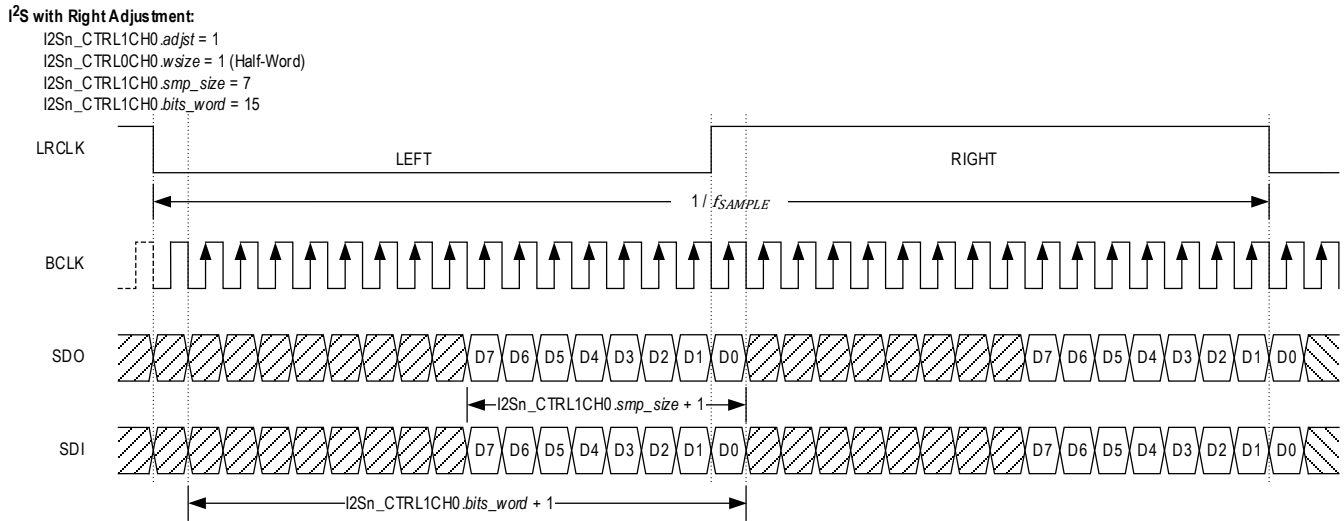 I²S with Right Adjustment:
I2Sn_CTRL1CH0.adjst = 1
I2Sn_CTRL0CH0.wsize = 1 (Half-Word)
I2Sn_CTRL1CH0.smp_size = 7
I2Sn_CTRL1CH0.bits_word = 15
LRCLK
LEFT
RIGHT
1 / fSAMPLE
BCLK
SDO
D7 D6 D5 D4 D3 D2 D1 D0 D7 D6 D5 D4 D3 D2 D1 D0
I2Sn_CTRL1CH0.smp_size + 1
SDI
D7 D6 D5 D4 D3 D2 D1 D0 D7 D6 D5 D4 D3 D2 D1 D0
I2Sn_CTRL1CH0.bits_word + 1